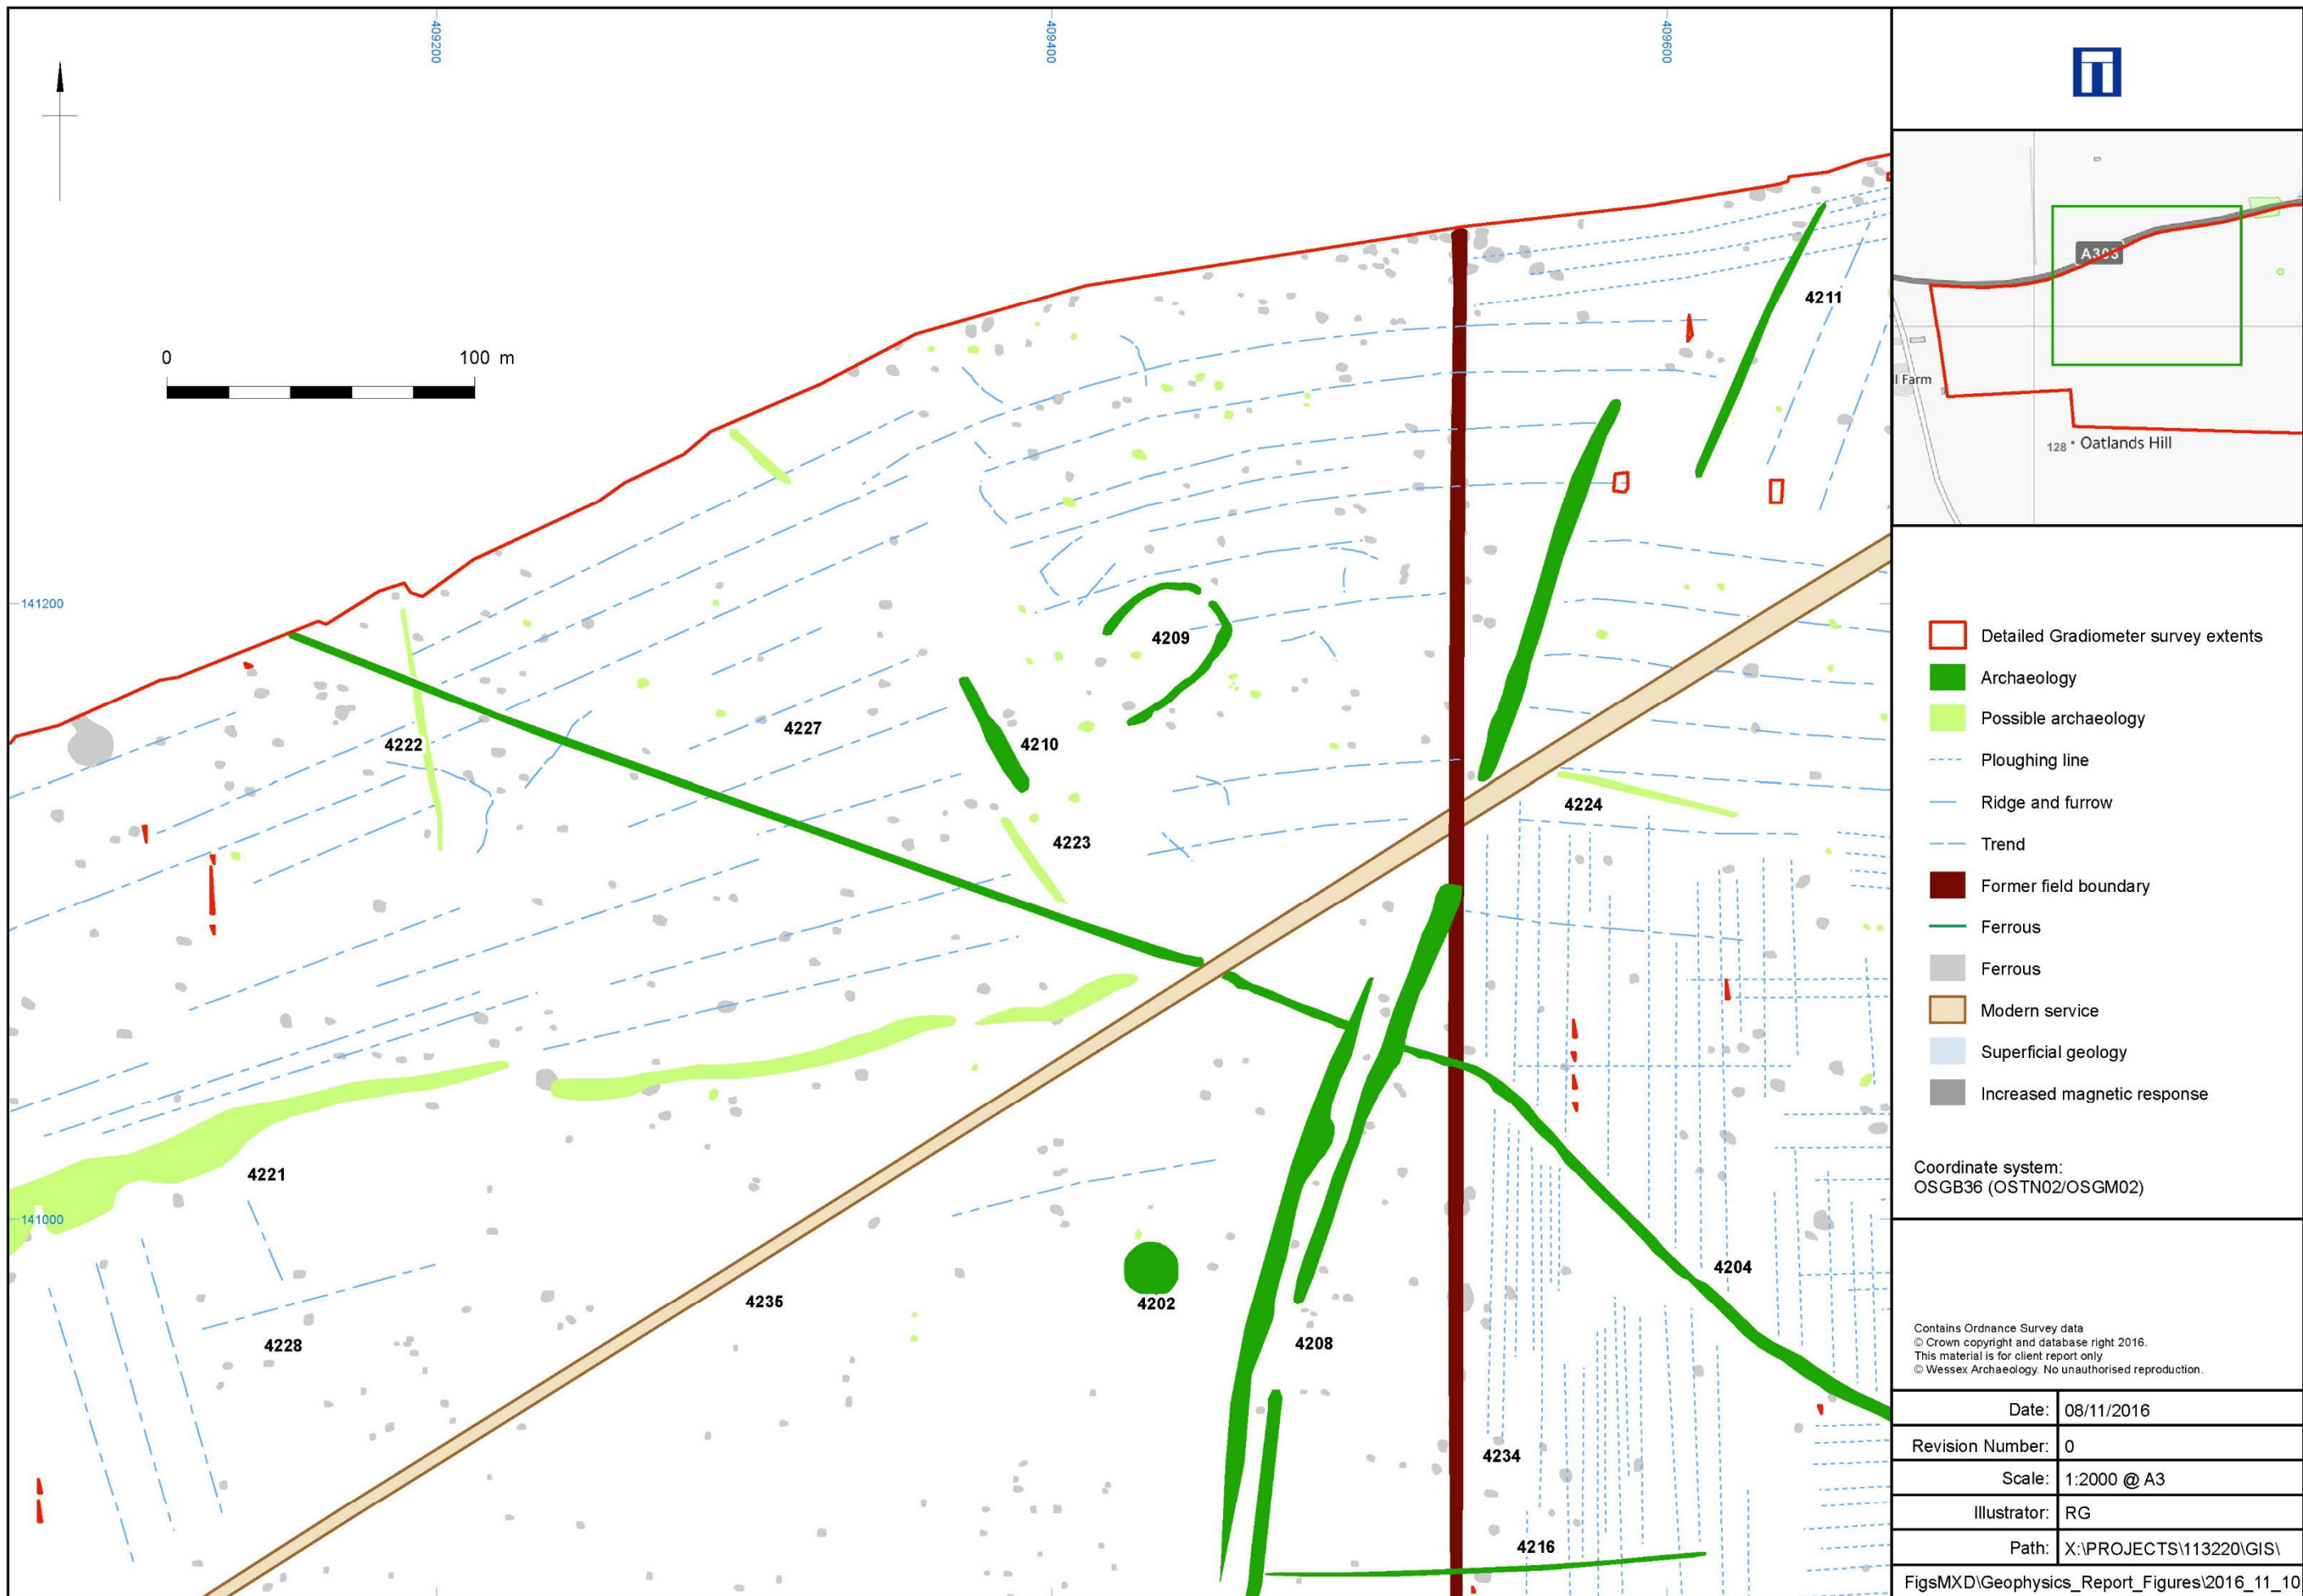 409200
409400
409600
0 100 m
4211
141200
4209
4222
4227
4210
4224
4223
4221
141000
4204
4235
4202
4228
4208
4234
4216
A303
l Farm
128 Oatlands Hill
Detailed Gradiometer survey extents
Archaeology
Possible archaeology
Ploughing line
Ridge and furrow
Trend
Former field boundary
Ferrous
Ferrous
Modern service
Superficial geology
Increased magnetic response
Coordinate system:
OSGB36 (OSTN02/OSGM02)
Contains Ordnance Survey data
© Crown copyright and database right 2016.
This material is for client report only
© Wessex Archaeology. No unauthorised reproduction.
Date: 08/11/2016
Revision Number: 0
Scale: 1:2000 @ A3
Illustrator: RG
Path: X:\PROJECTS\113220\GIS\
FigsMXD\Geophysics_Report_Figures\2016_11_10